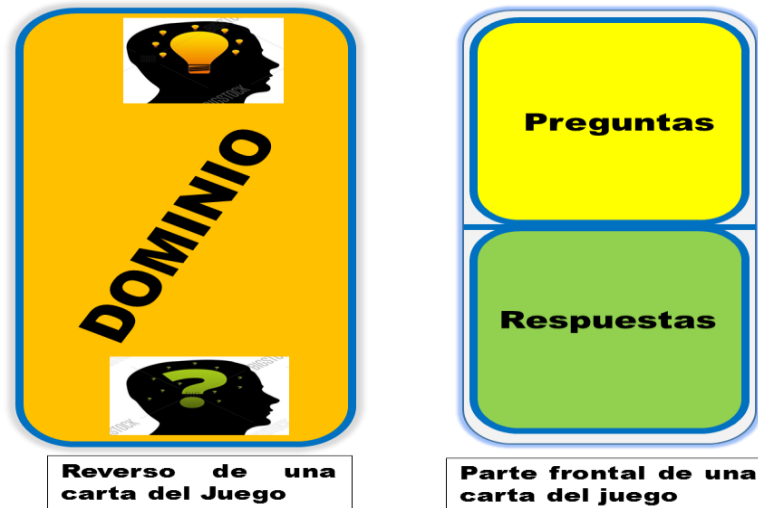 DOMINIO
Reverso de una
carta del Juego
Preguntas
Respuestas
Parte frontal de una
carta del juego